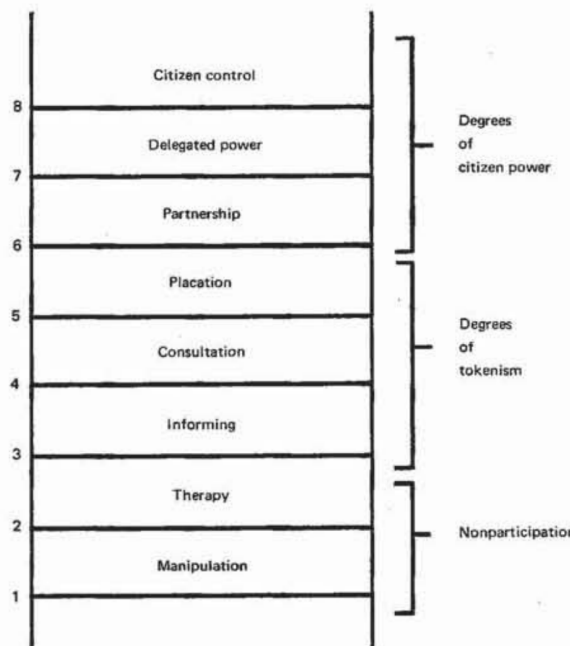 Citizen control
8
Delegated power
7
Partnership
6
Placation
5
Consultation
4
Informing
3
Therapy
2
Manipulation
1
Degrees
of
citizen power
Degrees
of
tokenism
Nonparticipation